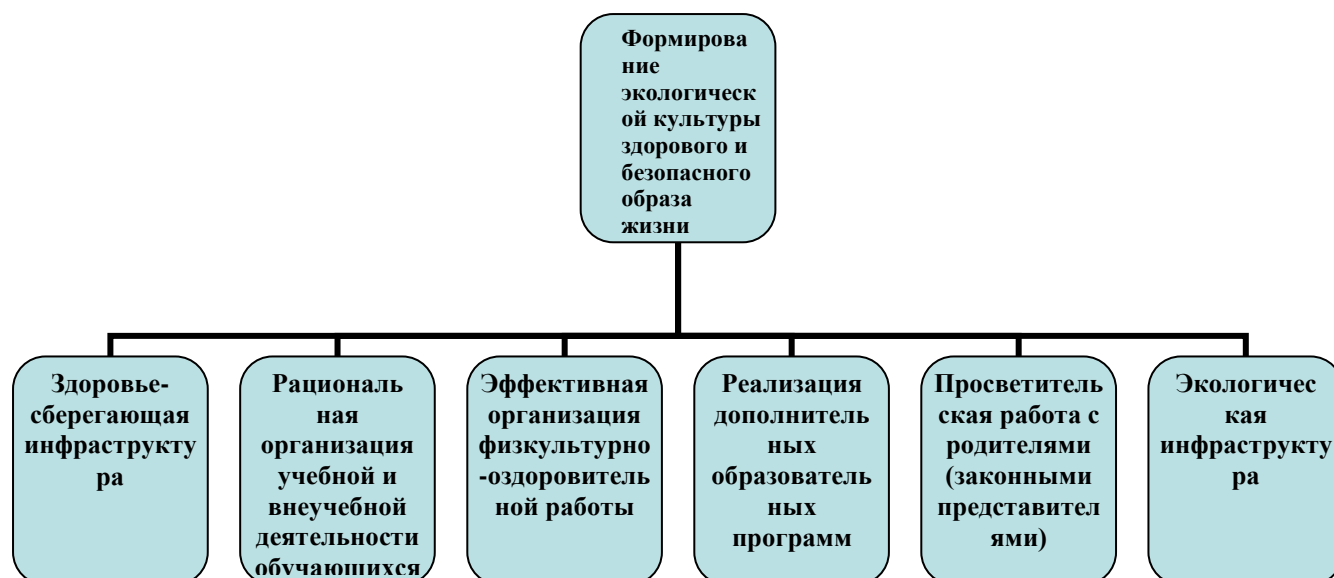 Формирова
ние
экологическ
ой культуры
здорового и
безопасного
образа
жизни
Здоровье-
сберегающая
инфраструкту
ра
Рациональ
ная
организация
учебной и
внеучебной
деятельности
обучающихся
Эффективная
организация
физкультурно
-оздоровитель
ной работы
Реализация
дополнитель
ных
образователь
ных
программ
Просветитель
ская работа с
родителями
(законными
представител
ями)
Экологичес
кая
инфраструкту
ра